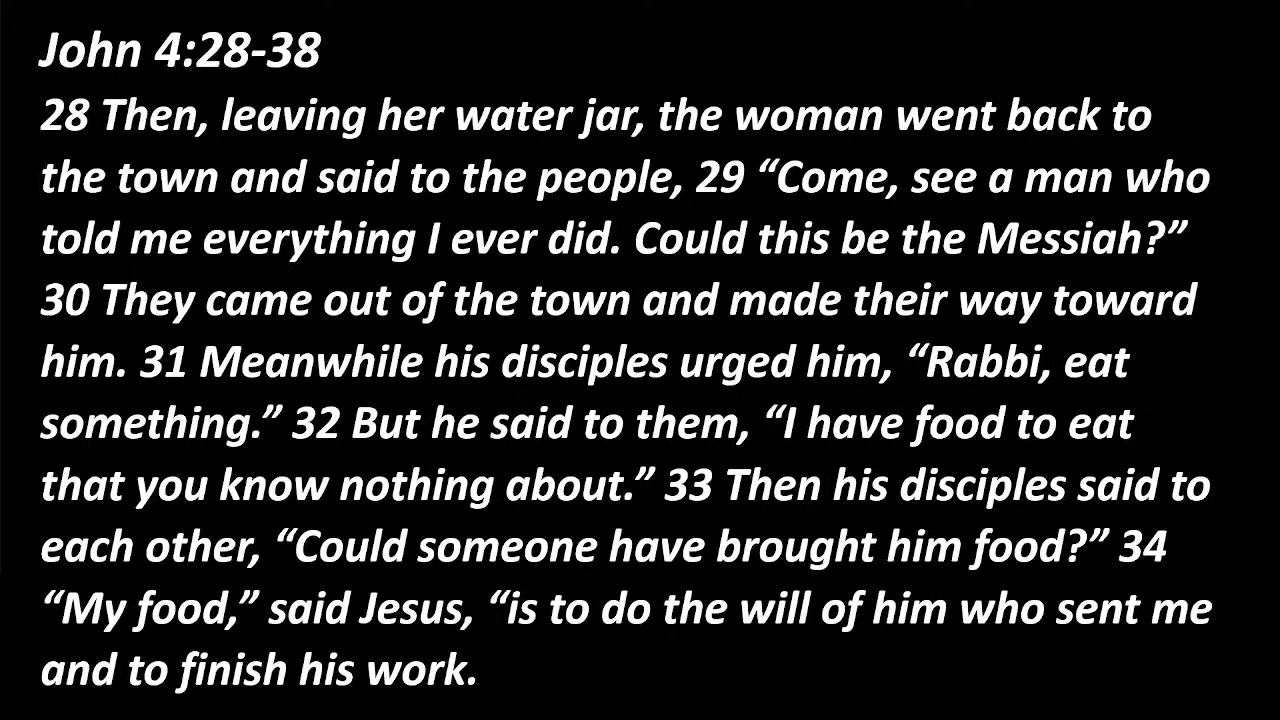 John 4:28-38
28 Then, leaving her water jar, the woman went back to
the town and said to the people, 29 “Come, see a man who
told me everything I ever did. Could this be the Messiah?”
30 They came out of the town and made their way toward
him. 31 Meanwhile his disciples urged him, “Rabbi, eat
something.” 32 But he said to them, “I have food to eat
that you know nothing about.” 33 Then his disciples said to
each other, “Could someone have brought him food?” 34
“My food,” said Jesus, “is to do the will of him who sent me
and to finish his work.